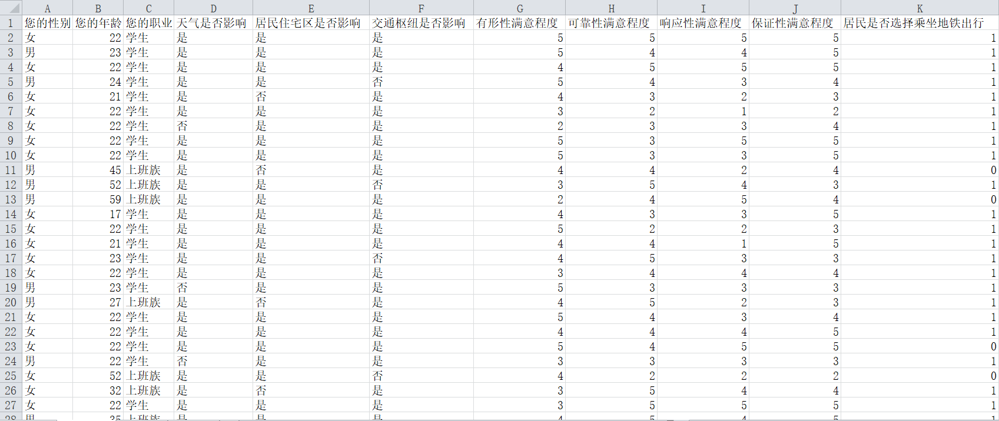 A B C D E F G H I J K
1 您的性别 您的年龄 您的职业 天气是否影响 居民住宅区是否影响 交通枢纽是否影响 有形性满意程度 可靠性满意程度 响应性满意程度 保证性满意程度 居民是否选择乘坐地铁出行
2 女 22 学生 是 是 是 5 5 5 5 1
3 男 23 学生 是 是 是 5 4 4 5 1
4 女 22 学生 是 是 是 4 5 5 5 1
5 男 24 学生 是 是 否 5 4 3 4 1
6 女 21 学生 是 否 是 4 3 2 3 1
7 女 22 学生 是 是 是 3 2 1 2 1
8 女 22 学生 否 是 是 2 3 3 4 1
9 女 22 学生 是 是 是 5 3 5 5 1
10 女 22 学生 是 是 是 5 3 3 5 1
11 男 45 上班族 是 否 是 4 4 2 4 0
12 男 52 上班族 是 是 否 3 5 4 3 1
13 男 59 上班族 是 是 是 2 4 5 4 0
14 女 17 学生 是 是 是 4 3 3 5 1
15 女 22 学生 是 是 是 5 2 2 3 1
16 女 21 学生 是 是 是 4 4 1 5 1
17 女 23 学生 是 是 否 4 5 3 3 1
18 女 22 学生 是 是 是 3 4 4 4 1
19 男 23 学生 否 是 是 5 3 3 3 1
20 男 27 上班族 是 否 是 4 5 2 3 1
21 女 22 学生 是 是 是 5 4 3 4 1
22 女 22 学生 是 是 是 4 4 4 5 1
23 女 22 学生 是 是 是 5 4 5 5 0
24 男 22 学生 否 是 是 3 3 3 3 1
25 女 52 上班族 是 是 否 4 2 2 2 0
26 女 32 上班族 是 否 是 3 5 4 4 1
27 女 22 学生 是 是 是 3 5 5 5 1
28 男 35 上班族 是 是 是 4 5 4 5 1